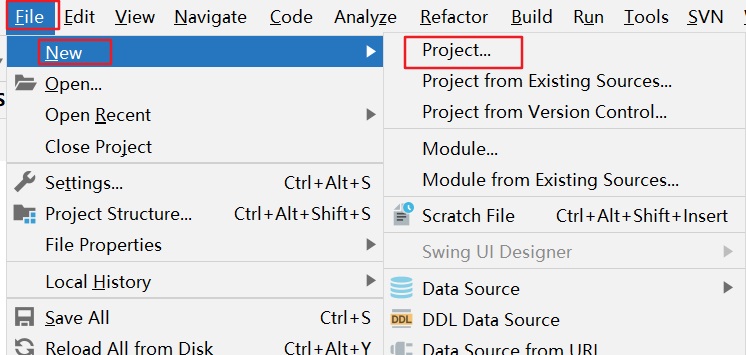 File Edit View Navigate Code Analyze Refactor Build Run Tools SVN
New
Open...
Open Recent
Close Project
Settings... Ctrl+Alt+S
Project Structure... Ctrl+Alt+Shift+S
File Properties
Local History
Save All Ctrl+S
Reload All from Disk Ctrl+Alt+Y
Project...
Project from Existing Sources...
Project from Version Control...
Module...
Module from Existing Sources...
Scratch File Ctrl+Alt+Shift+Insert
Swing UI Designer
Data Source
DDL Data Source
Data Source from URL